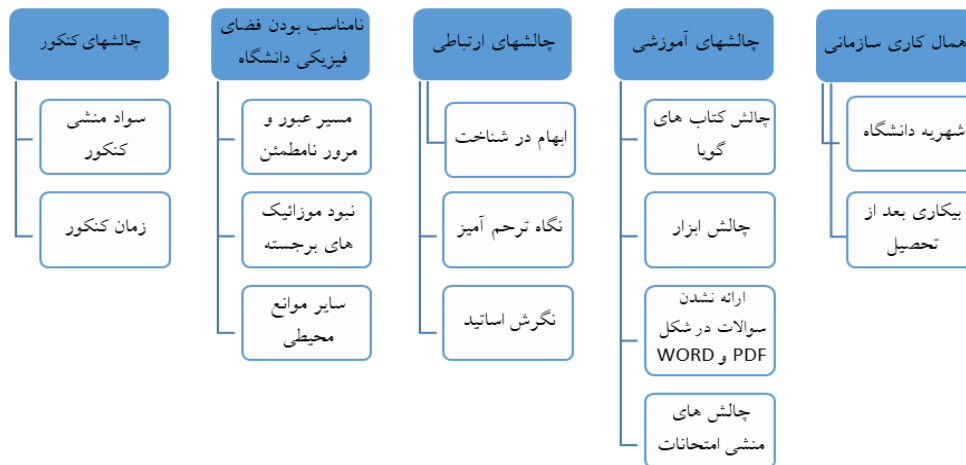 همال کاری سازمانی
شهریه دانشگاه
بیکاری بعد از
تحصیل
چالشهای آموزشی
چالش کتاب های
گویا
چالش ابزار
ارائه نشدن
سوالات در شکل
PDF و WORD
چالش های
منشی امتحانات
چالشهای ارتباطی
ابهام در شناخت
نگاه ترحم آمیز
نگرش اساتید
نامناسب بودن فضای
فیزیکی دانشگاه
مسیر عبور و
مرور نامطمئن
نبود موزائیک
های برجسته
سایر موانع
محیطی
چالشهای کنکور
سواد منشی
کنکور
زمان کنکور